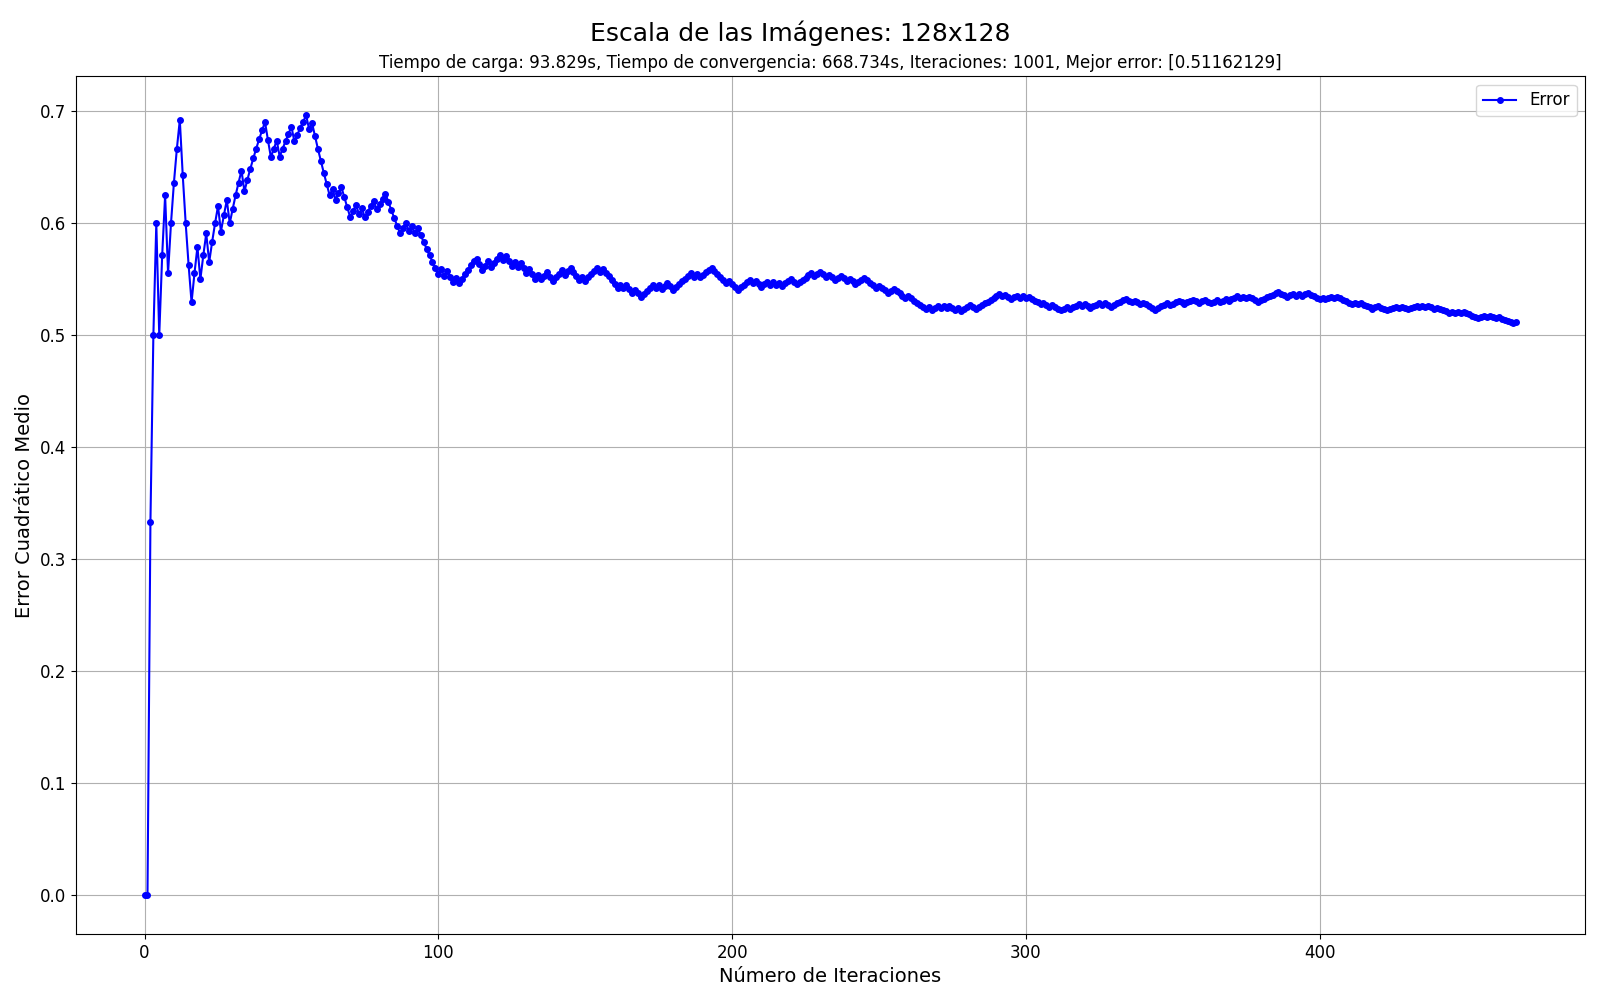 Escala de las Imágenes: 128x128
Tiempo de carga: 93.829s, Tiempo de convergencia: 668.734s, Iteraciones: 1001, Mejor error: [0.51162129]
Error
0.7
0.6
0.5
0.4
0.3
0.2
0.1
0.0
Error Cuadrático Medio
0 100 200 300 400
Número de Iteraciones